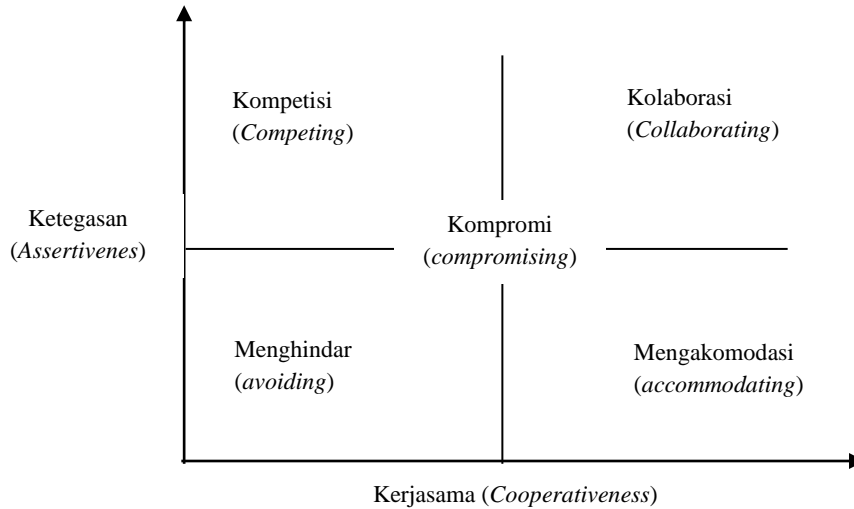 Kompetisi
(Competing)
Kolaborasi
(Collaborating)
Ketegasan
(Assertivenes)
Kompromi
(compromising)
Menghindar
(avoiding)
Mengakomodasi
(accommodating)
Kerjasama (Cooperativeness)